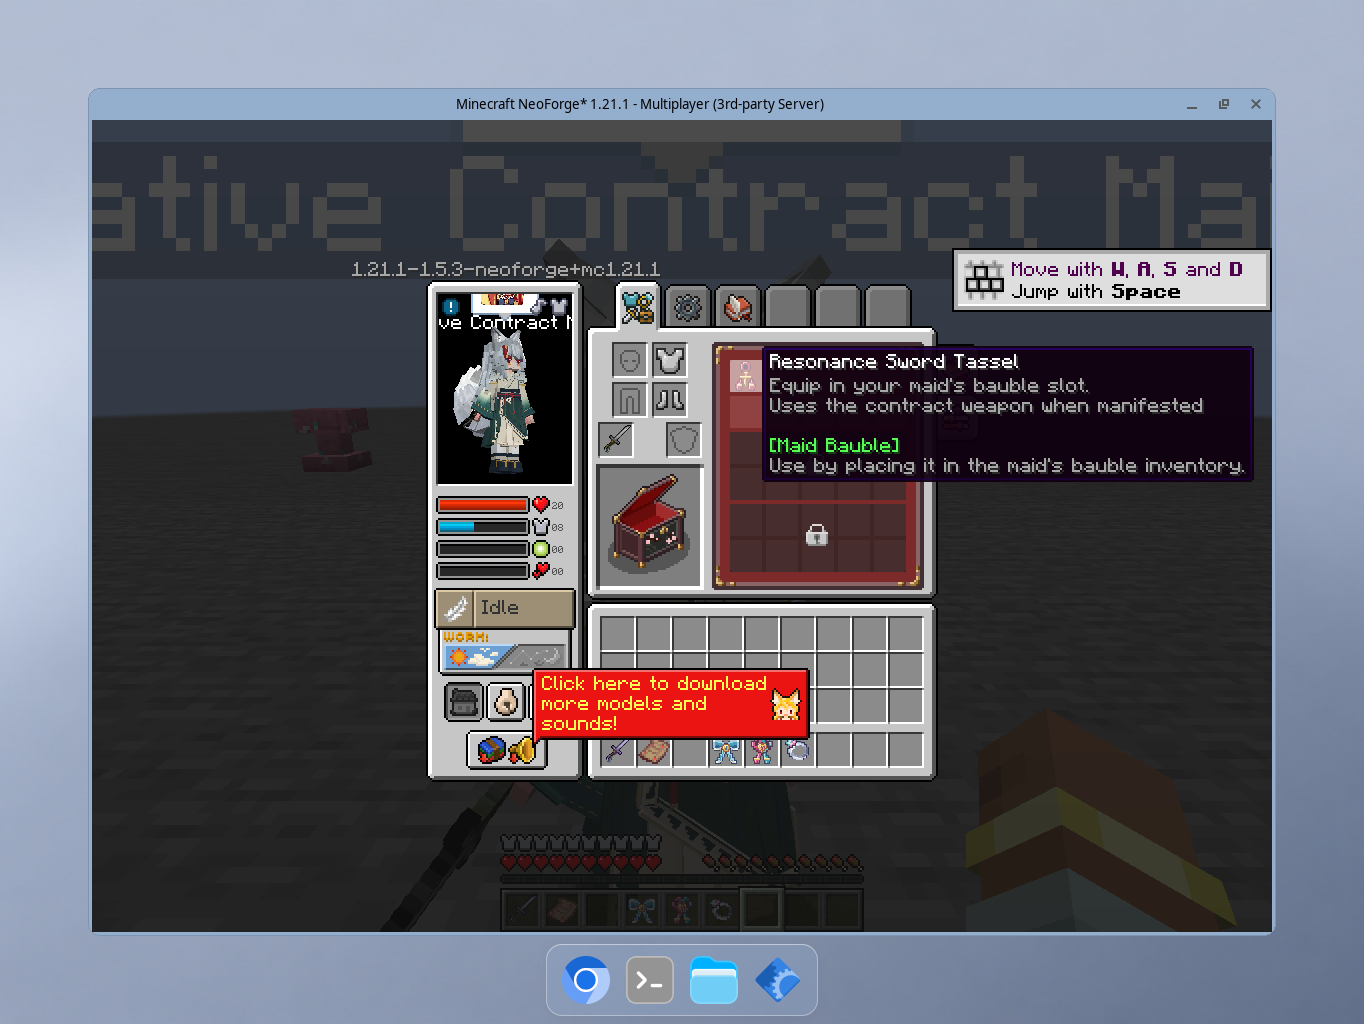 Minecraft NeoForge* 1.21.1 - Multiplayer (3rd-party Server)
ative Contract Ma
1.21.1-1.5.3-neoforge+mc1.21.1
Move with W, A, S and D
Jump with Space
ve Contract M
Resonance Sword Tassel
Equip in your maid's bauble slot.
Uses the contract weapon when manifested
[Maid Bauble]
Use by placing it in the maid's bauble inventory.
20
08
00
00
Idle
WORK:
Click here to download
more models and
sounds!